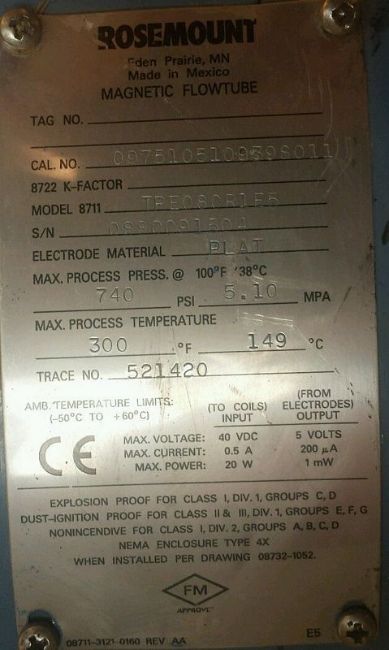 ROSEMOUNT
Eden Prairie, MN
Made in Mexico
MAGNETIC FLOWTUBE
TAG NO.
CAL. NO.
8722 K-FACTOR
MODEL 8711
S/N
ELECTRODE MATERIAL PLAT
MAX. PROCESS PRESS. @ 100°F/38°C
740 PSI 5.10 MPA
MAX. PROCESS TEMPERATURE
300 °F 149 °C
TRACE NO. 521420
AMB. TEMPERATURE LIMITS: (-50°C TO +60°C)
(TO COILS) INPUT (FROM ELECTRODES) OUTPUT
MAX. VOLTAGE: 40 VDC 5 VOLTS
MAX. CURRENT: 0.5 A 200 µA
MAX. POWER: 20 W 1 mW
CE
EXPLOSION PROOF FOR CLASS I, DIV. 1, GROUPS C, D
DUST-IGNITION PROOF FOR CLASS II & III, DIV. 1, GROUPS E, F, G
NONINCENDIVE FOR CLASS I, DIV. 2, GROUPS A, B, C, D
NEMA ENCLOSURE TYPE 4X
WHEN INSTALLED PER DRAWING 08732-1052.
FM
APPROVE
08711-3121-0160 REV AA
E5